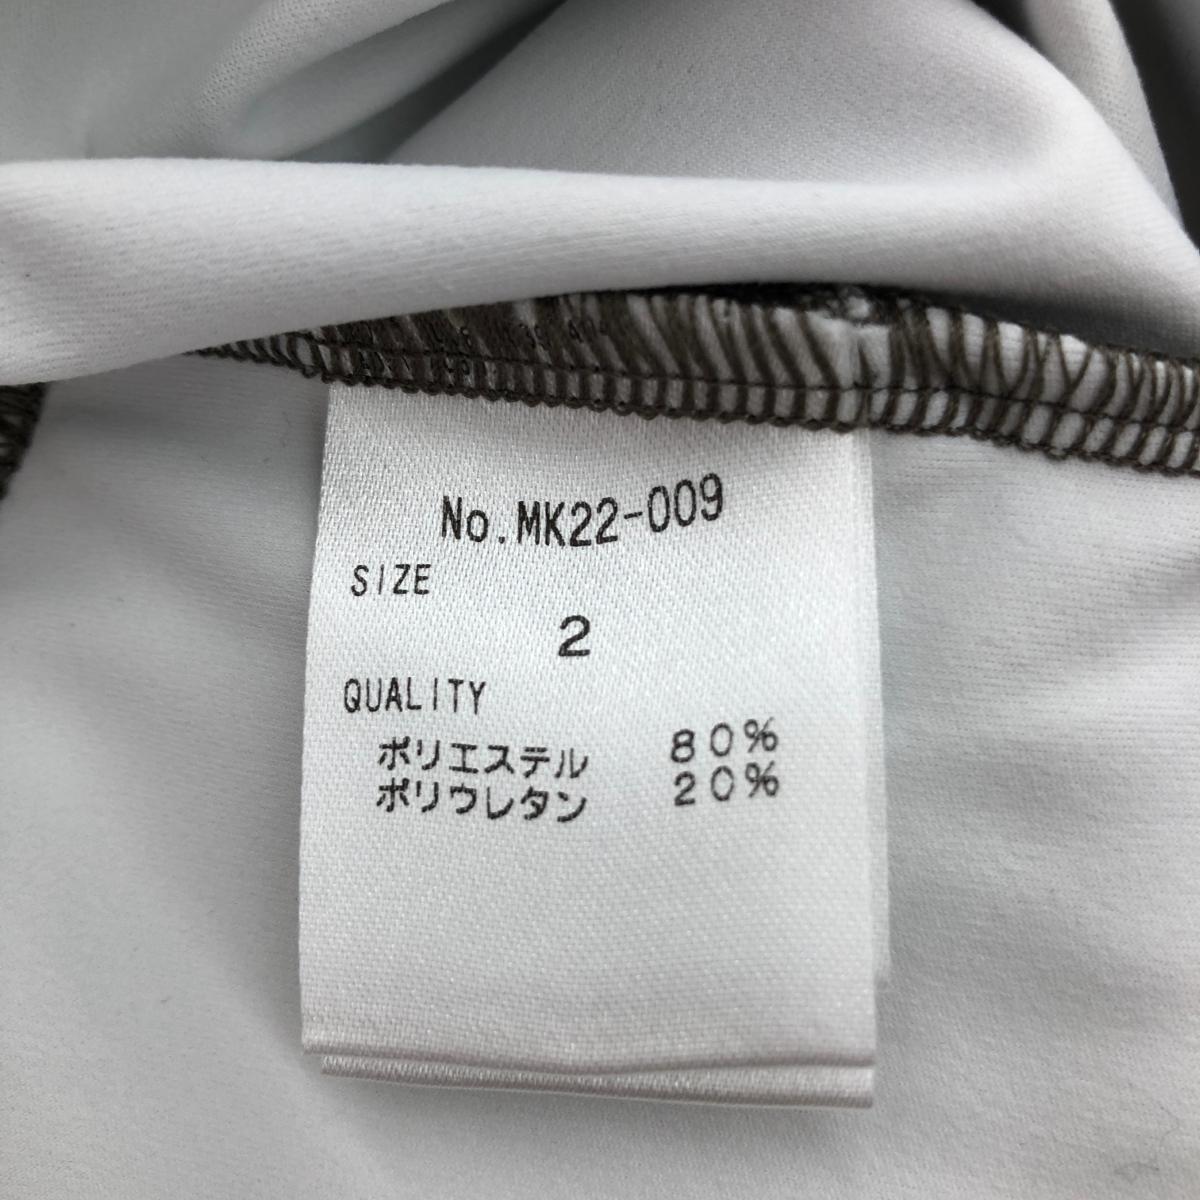 No.MK22-009
SIZE
2
QUALITY
ポリエステル 80%
ポリウレタン 20%